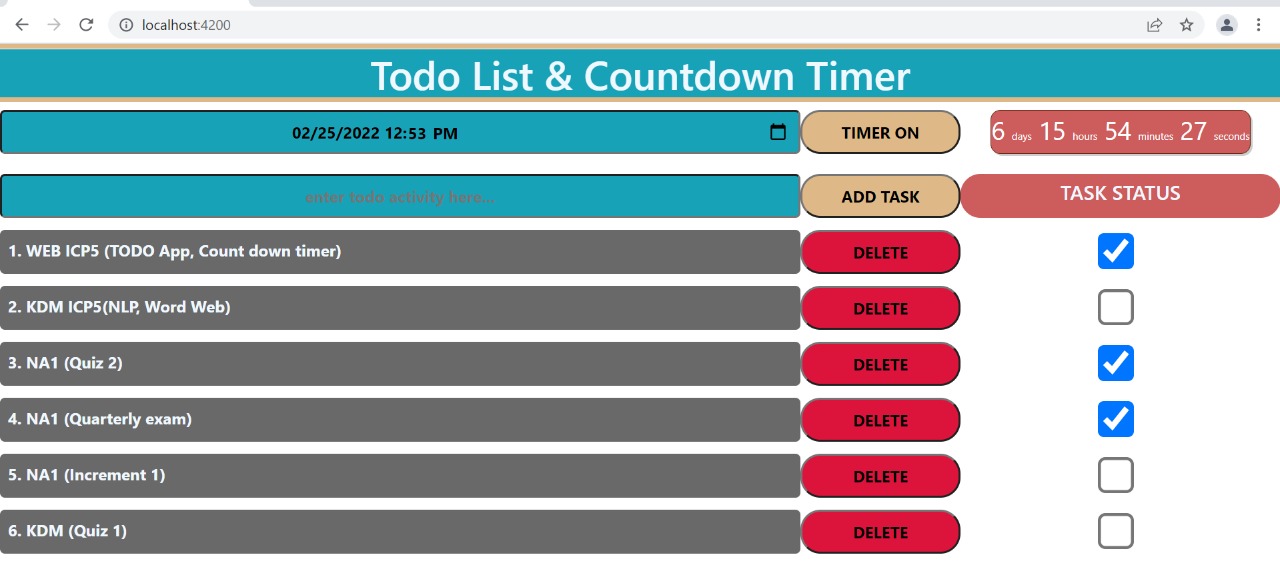 localhost:4200
Todo List & Countdown Timer
02/25/2022 12:53 PM TIMER ON 6 days 15 hours 54 minutes 27 seconds
enter todo activity here... ADD TASK TASK STATUS
1. WEB ICP5 (TODO App, Count down timer) DELETE
2. KDM ICP5(NLP, Word Web) DELETE
3. NA1 (Quiz 2) DELETE
4. NA1 (Quarterly exam) DELETE
5. NA1 (Increment 1) DELETE
6. KDM (Quiz 1) DELETE